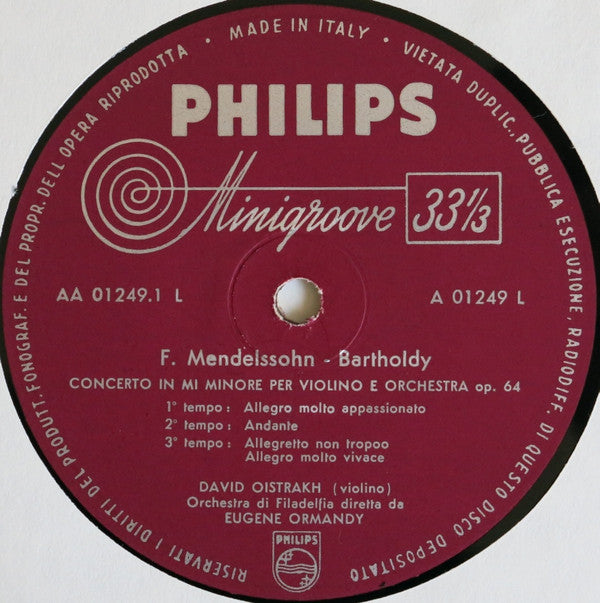 RISERVATI I DIRITTI DEL PRODUTT. FONOGRAF. E DEL PROPR. DELL OPERA RIPRODOTTA • MADE IN ITALY • VIETATA DUPLIC., PUBBLICA ESECUZIONE, RADIODIFF. DI QUESTO DISCO DEPOSITATO
PHILIPS
Minigroove 33⅓
AA 01249.1 L A 01249 L
F. Mendelssohn - Bartholdy
CONCERTO IN MI MINORE PER VIOLINO E ORCHESTRA op. 64
1° tempo : Allegro molto appassionato
2° tempo : Andante
3° tempo : Allegretto non tropoo
Allegro molto vivace
DAVID OISTRAKH (violino)
Orchestra di Filadelfia diretta da
EUGENE ORMANDY
PHILIPS